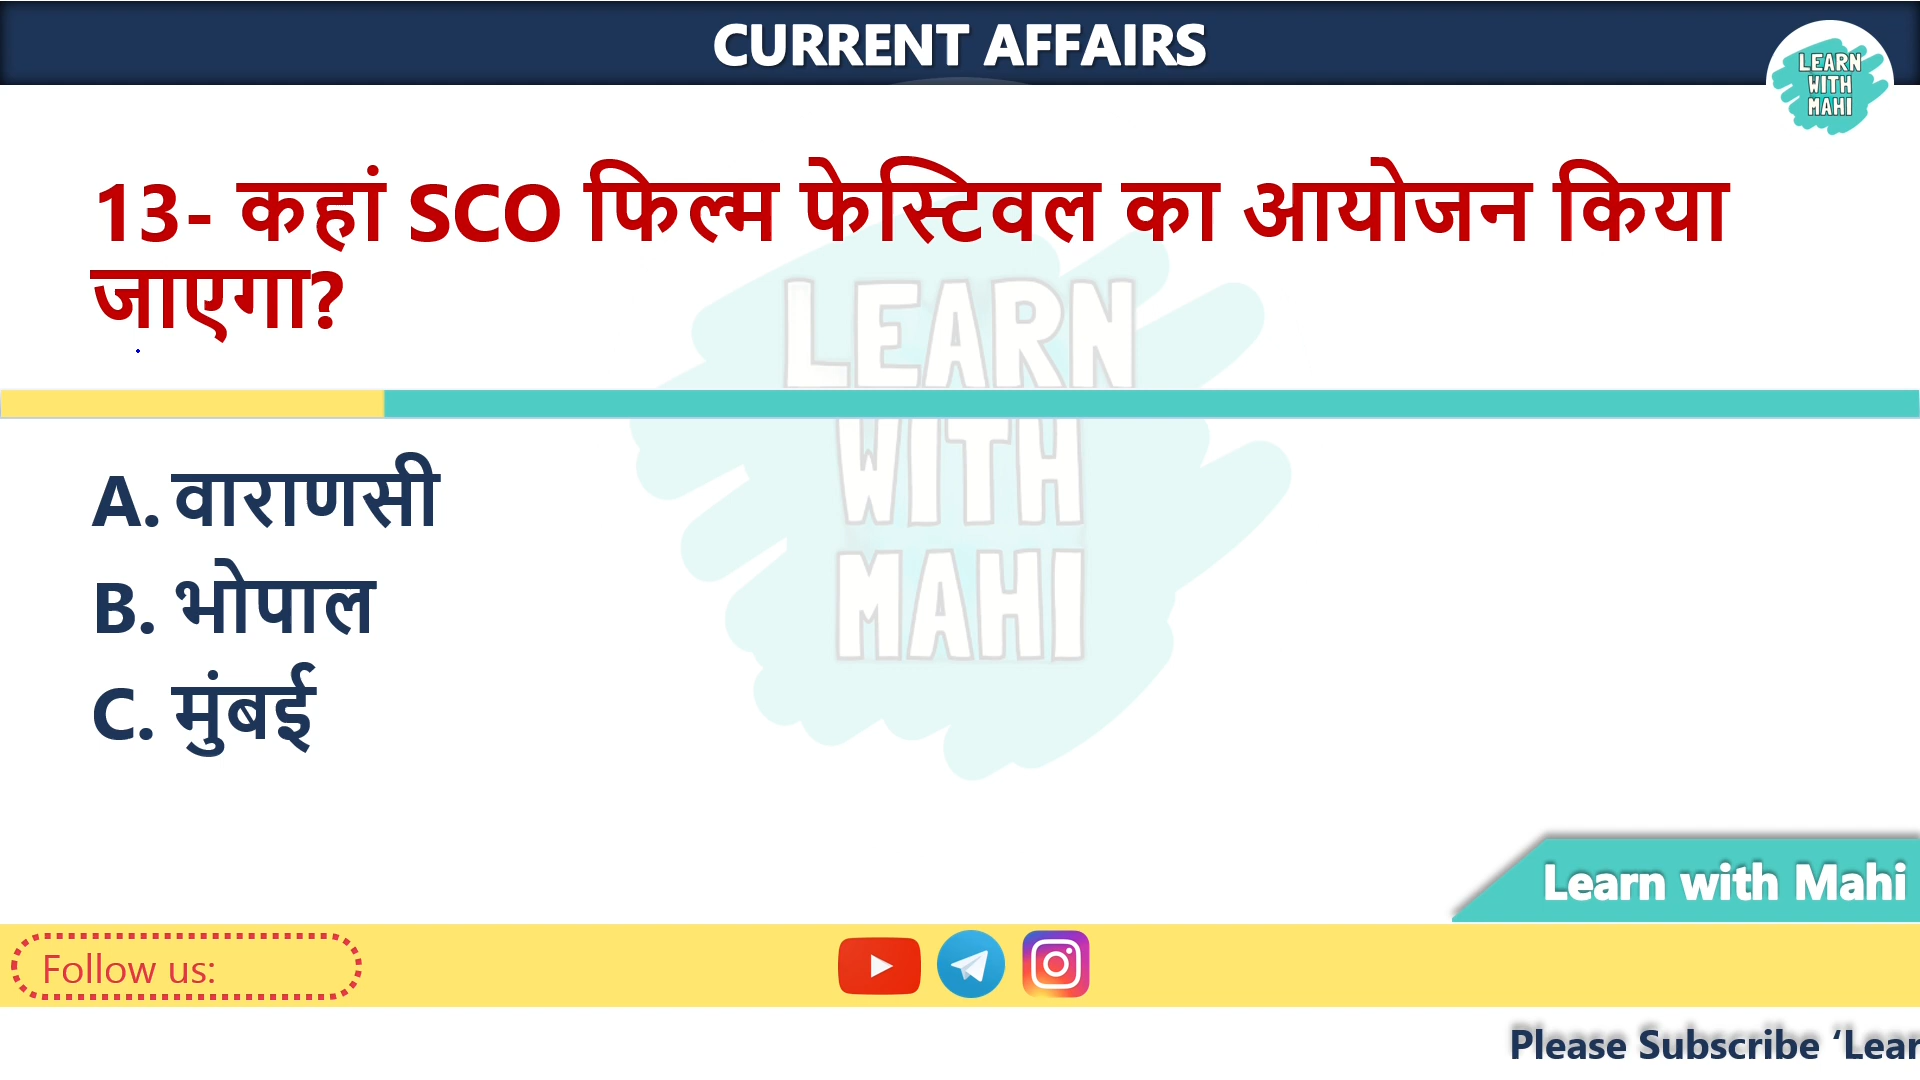 CURRENT AFFAIRS
LEARN
WITH
MAHI
13- कहां SCO फिल्म फेस्टिवल का आयोजन किया
जाएगा?
LEARN
WITH
MAHI
A. वाराणसी
B. भोपाल
C. मुंबई
Learn with Mahi
Follow us:
Please Subscribe ‘Lear